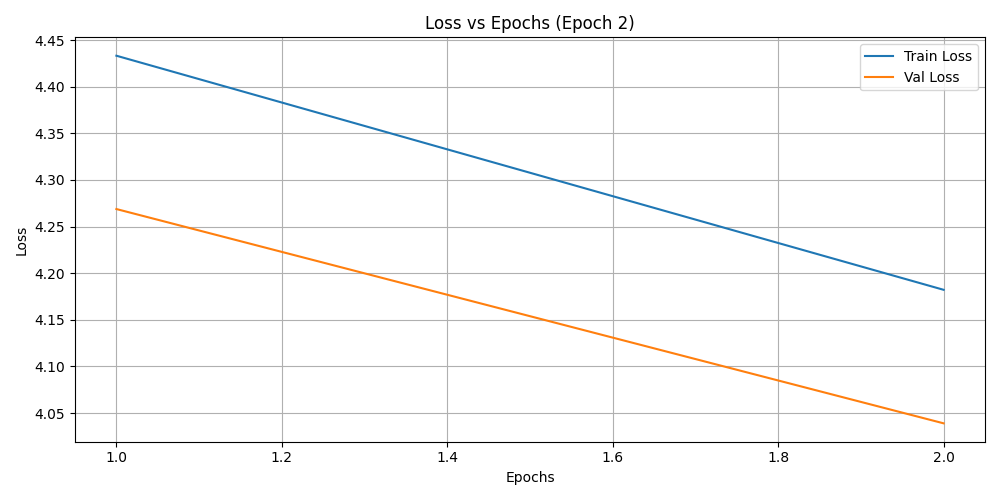 Loss vs Epochs (Epoch 2)
Train Loss
Val Loss
4.45
4.40
4.35
4.30
4.25
4.20
4.15
4.10
4.05
Loss
1.0 1.2 1.4 1.6 1.8 2.0
Epochs